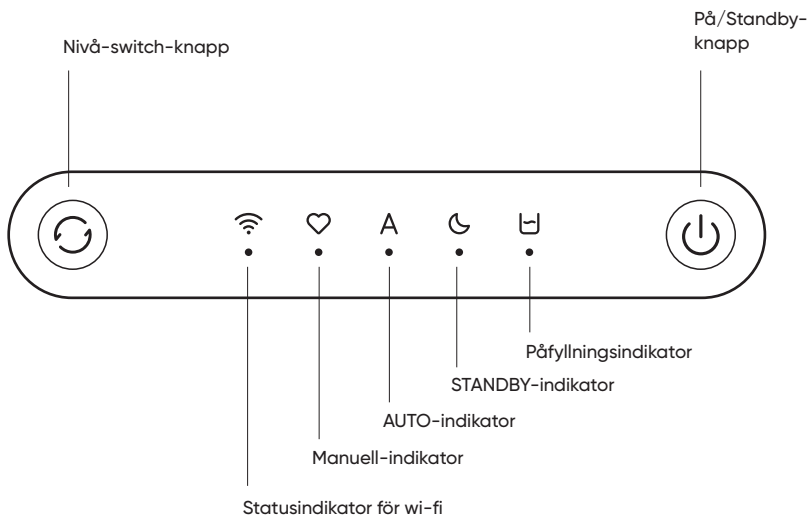 På/Standby-
knapp
Nivå-switch-knapp
A
Påfyllningsindikator
STANDBY-indikator
AUTO-indikator
Manuell-indikator
Statusindikator för wi-fi